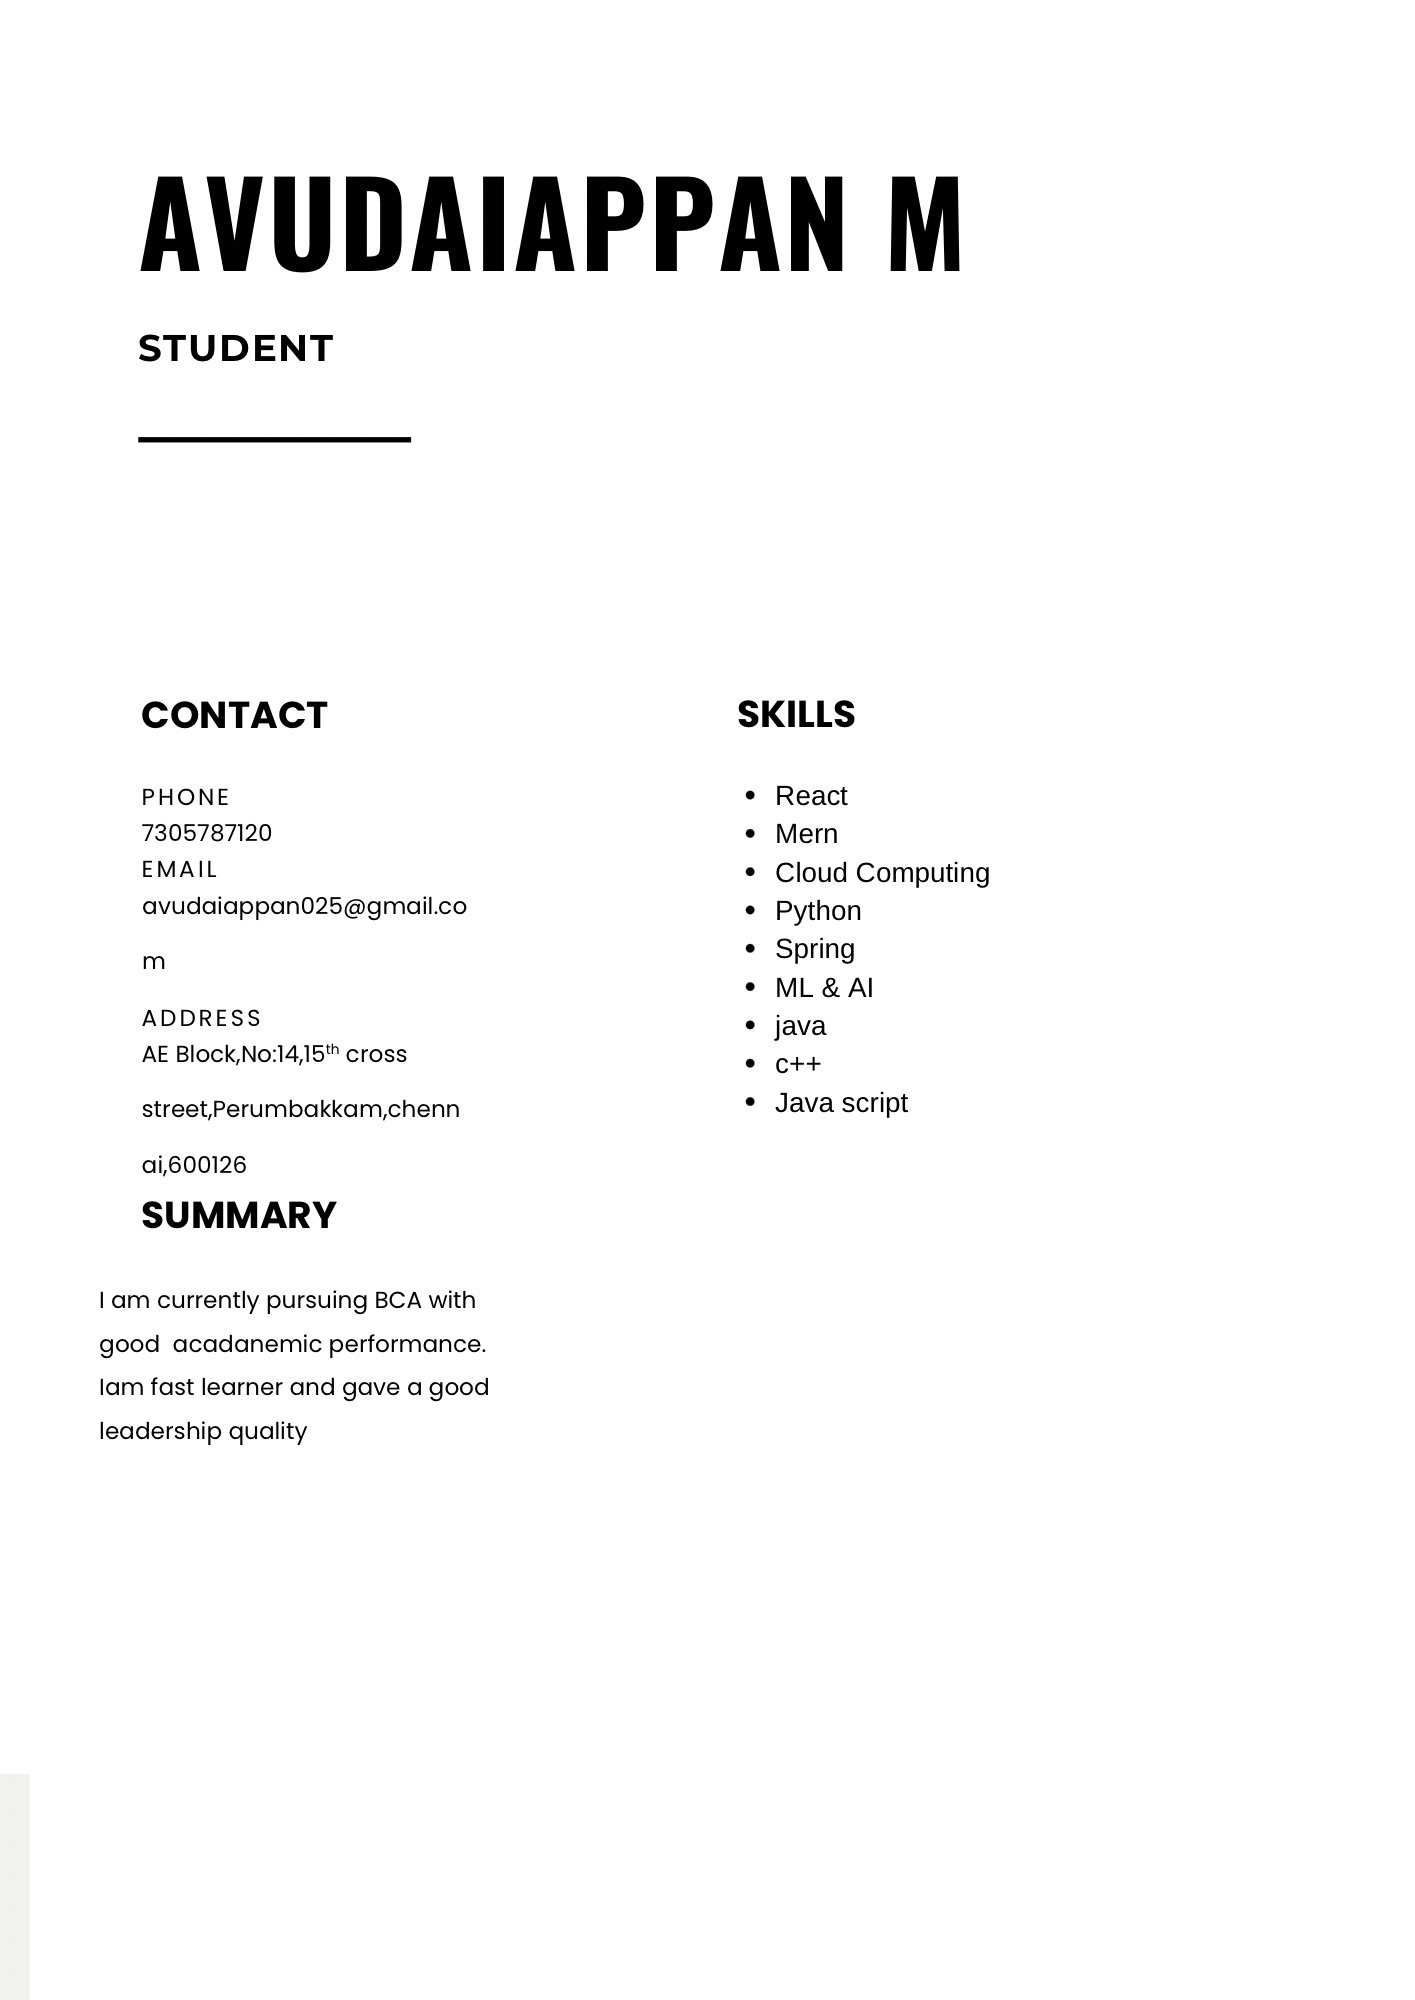 AVUDAIAPPAN M
STUDENT
CONTACT
PHONE
7305787120
EMAIL
avudaiappan025@gmail.co
m
ADDRESS
AE Block,No:14,15th cross
street,Perumbakkam,chenn
ai,600126
SUMMARY
I am currently pursuing BCA with
good  acadanemic performance.
Iam fast learner and gave a good
leadership quality
SKILLS
• React
• Mern
• Cloud Computing
• Python
• Spring
• ML & AI
• java
• c++
• Java script